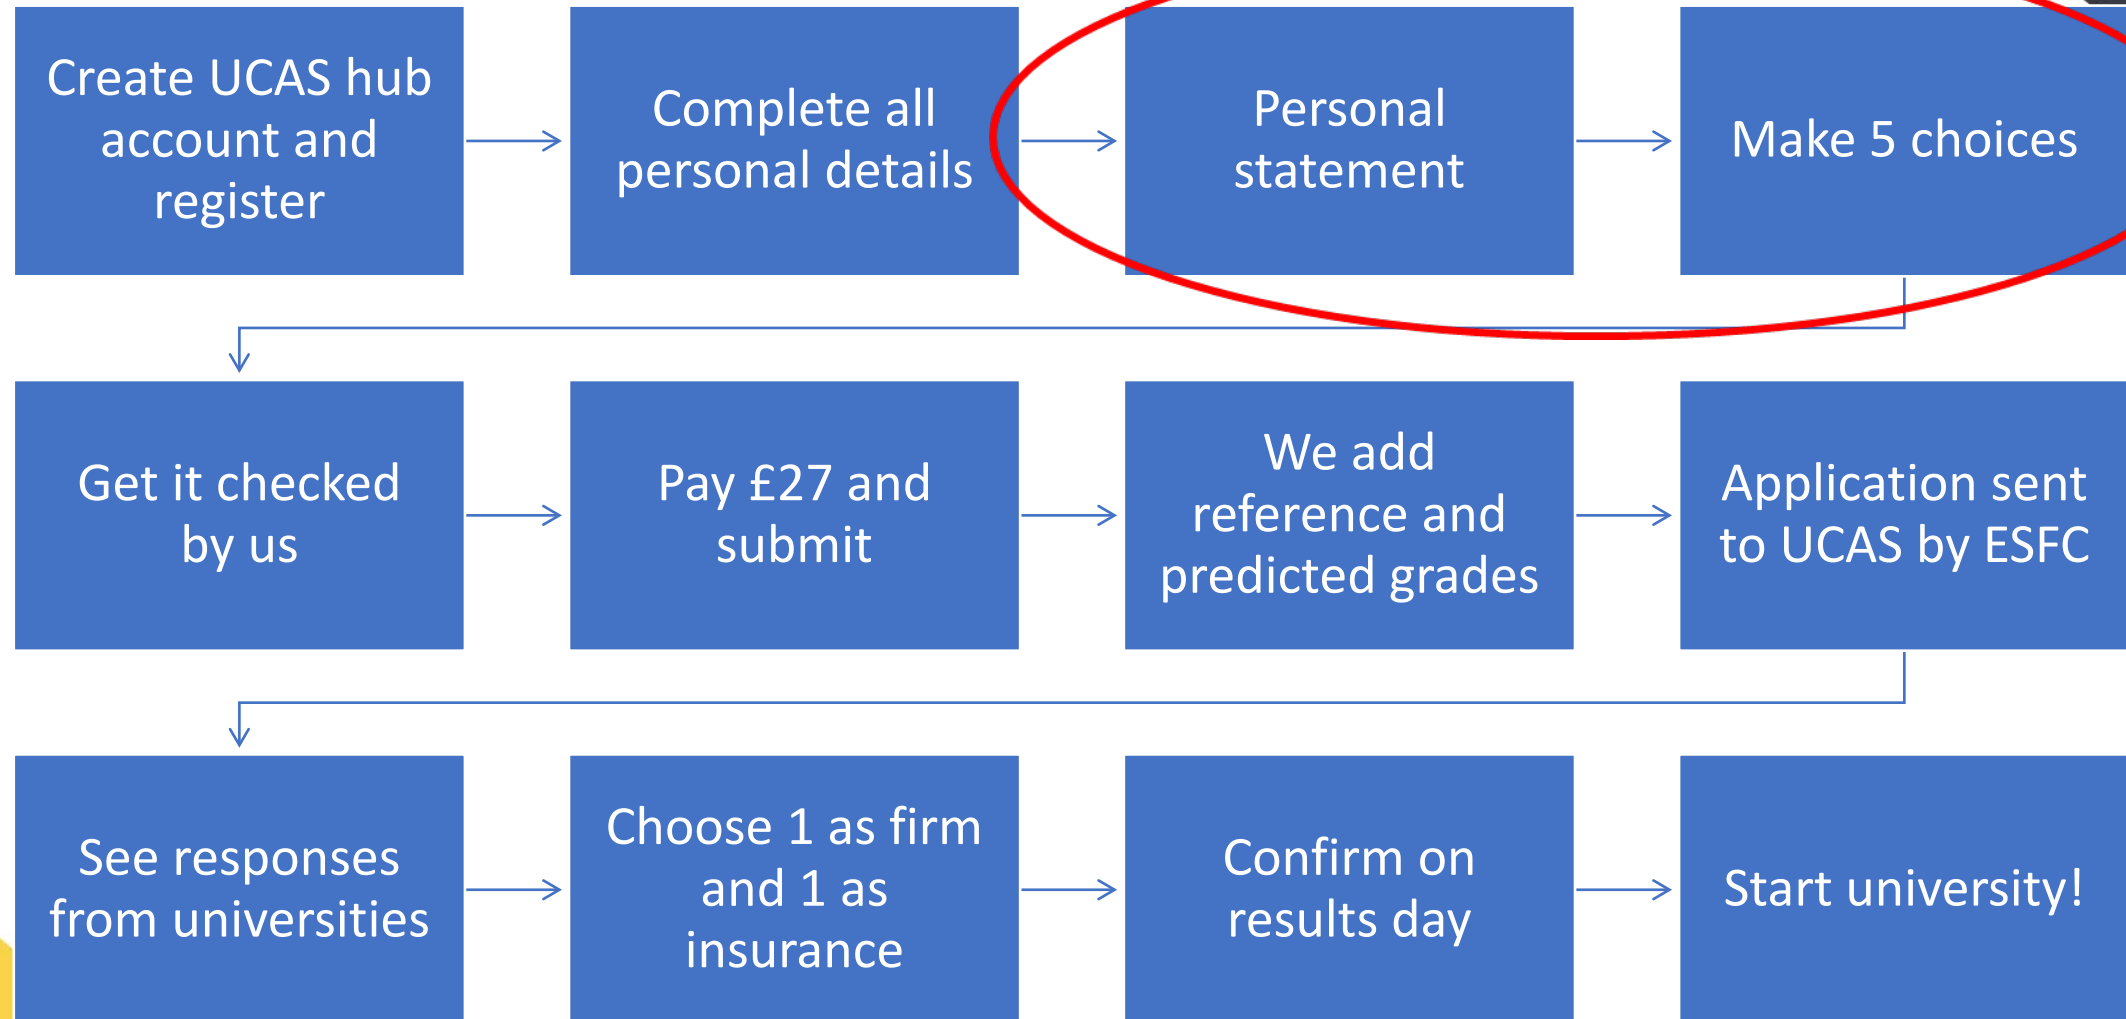 Create UCAS hub
account and
register
Complete all
personal details
Personal
statement
Make 5 choices
Get it checked
by us
Pay £27 and
submit
We add
reference and
predicted grades
Application sent
to UCAS by ESFC
See responses
from universities
Choose 1 as firm
and 1 as
insurance
Confirm on
results day
Start university!